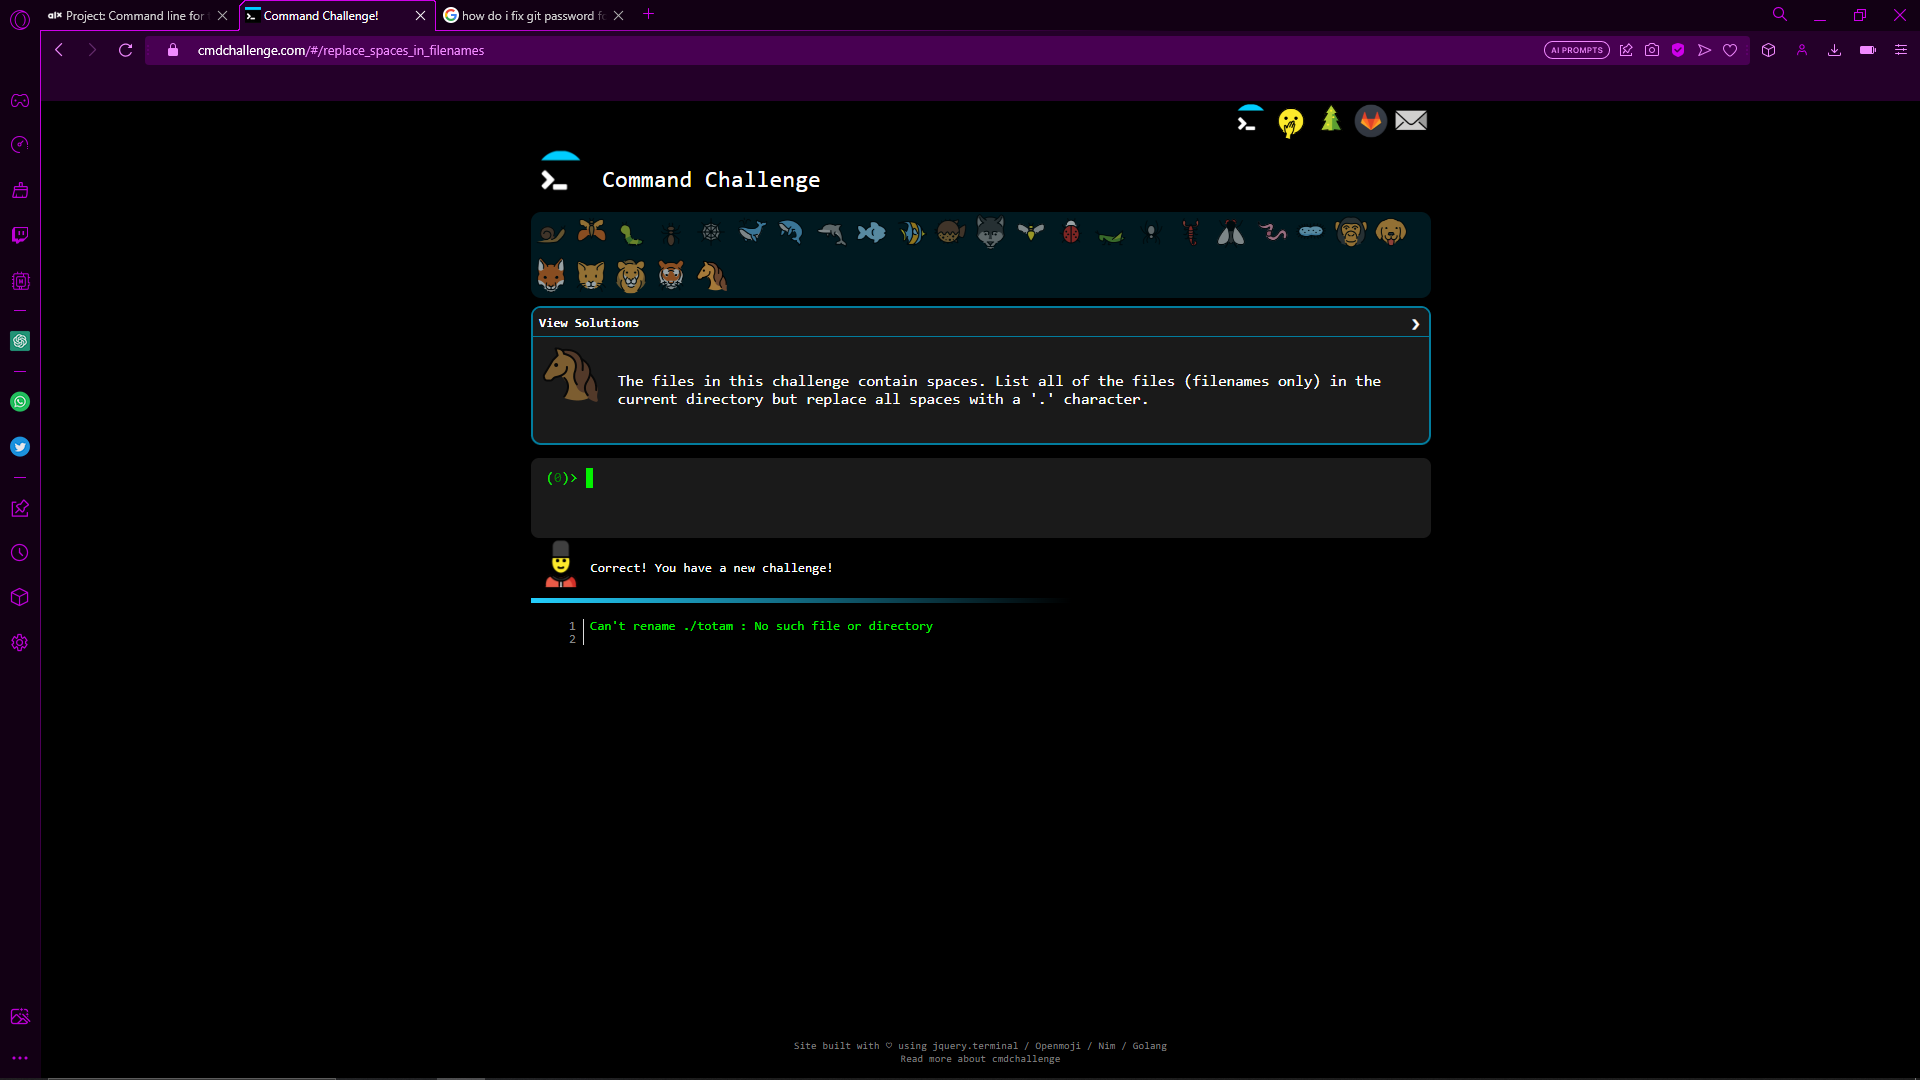 alx Project: Command line for
Command Challenge!
how do i fix git password fo
cmdchallenge.com/#/replace_spaces_in_filenames
AI PROMPTS
Command Challenge
View Solutions
The files in this challenge contain spaces. List all of the files (filenames only) in the
current directory but replace all spaces with a '.' character.
(0)>
Correct! You have a new challenge!
1 Can't rename ./totam : No such file or directory
2
Site built with ♡ using jquery.terminal / Openmoji / Nim / Golang
Read more about cmdchallenge